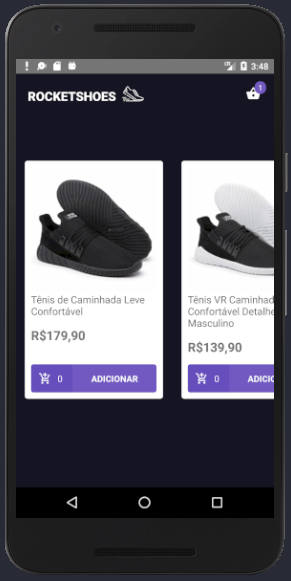 3:48
ROCKETSHOES
1
Tênis de Caminhada Leve
Confortável
R$179,90
0 ADICIONAR
Tênis VR Caminhad
Confortável Detalhe
Masculino
R$139,90
0 ADICIO